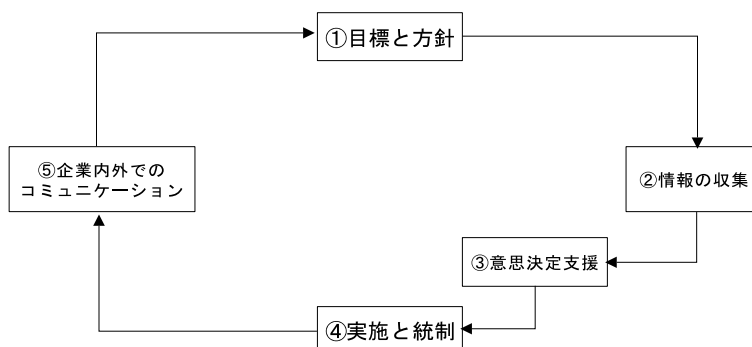 ①目標と方針
②情報の収集
③意思決定支援
④実施と統制
⑤企業内外での
コミュニケーション